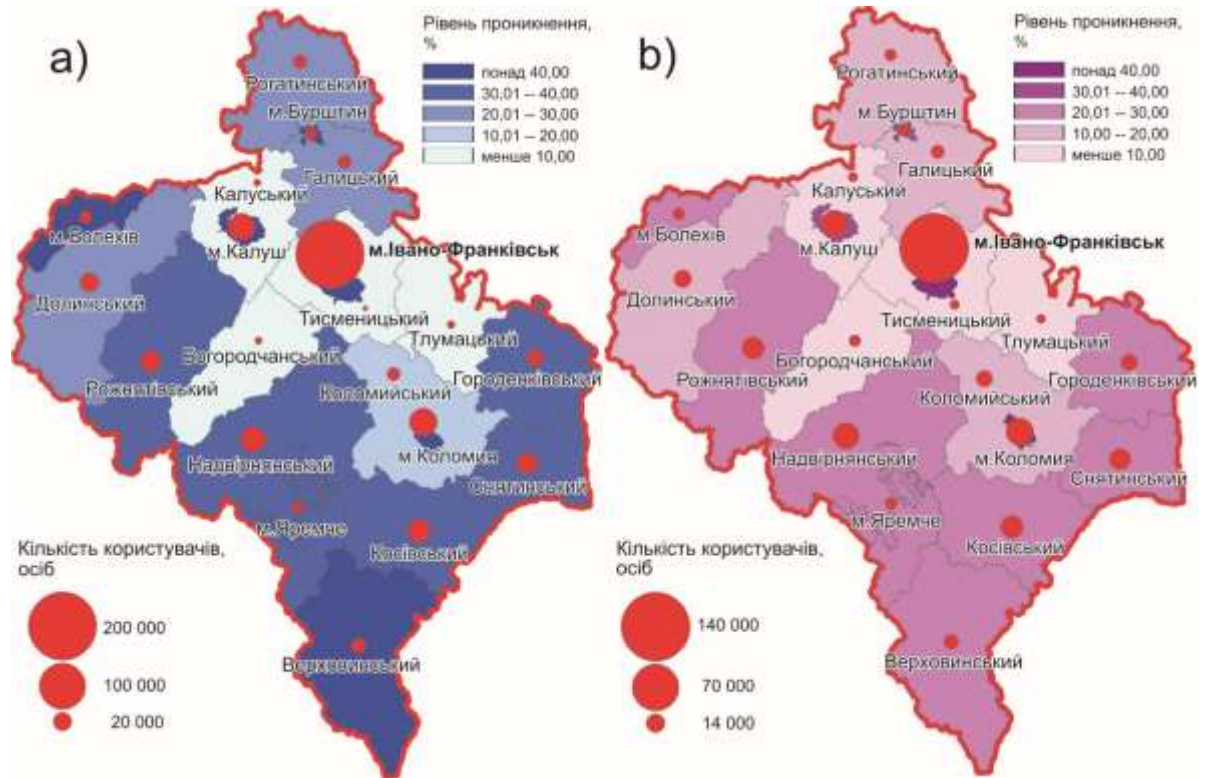 а)
Рівень проникнення,
%
понад 40,00
30,01 -- 40,00
20,01 -- 30,00
10,01 -- 20,00
менше 10,00
Рогатинський
м.Бурштин
Галицький
Калуський
м.Болехів
м.Калуш
м.Івано-Франківськ
Долинський
Тисменицький
Тлумацький
Богородчанський
Рожнятівський
Городенківський
Коломийський
м.Коломия
Надвірнянський
Снятинський
м.Яремче
Косівський
Верховинський
Кількість користувачів,
осіб
200 000
100 000
20 000
b)
Рівень проникнення,
%
понад 40,00
30,01 -- 40,00
20,01 -- 30,00
10,00 -- 20,00
менше 10,00
Рогатинський
м.Бурштин
Галицький
Калуський
м.Болехів
м.Калуш
м.Івано-Франківськ
Долинський
Тисменицький
Тлумацький
Богородчанський
Рожнятівський
Городенківський
Коломийський
м.Коломия
Надвірнянський
Снятинський
м.Яремче
Косівський
Верховинський
Кількість користувачів,
осіб
140 000
70 000
14 000